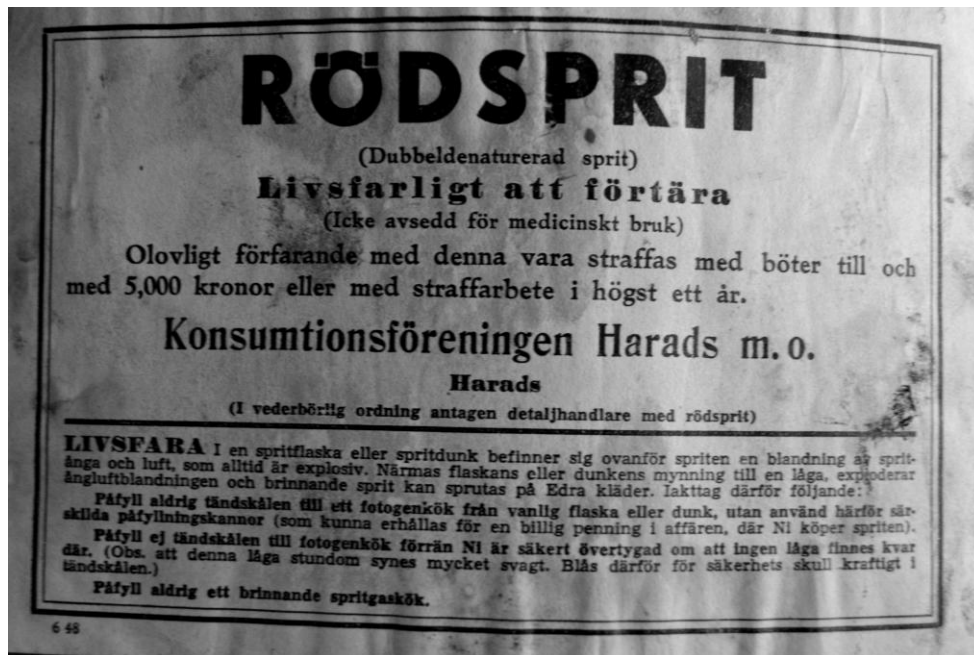 RÖDSPRIT
(Dubbeldenaturerad sprit)
Livsfarligt att förtära
(Icke avsedd för medicinskt bruk)
Olovligt förfarande med denna vara straffas med böter till och
med 5,000 kronor eller med straffarbete i högst ett år.
Konsumtionsföreningen Harads m. o.
Harads
(I vederbörlig ordning antagen detaljhandlare med rödsprit)
LIVSFARA I en spritflaska eller spritdunk befinner sig ovanför spriten en blandning av sprit-
ånga och luft, som alltid är explosiv. Närmas flaskans eller dunkens mynning till en låga, exploderar
ångluftblandningen och brinnande sprit kan sprutas på Edra kläder. Iakttag därför följande:
Påfyll aldrig tändskålen till ett fotogenkök från vanlig flaska eller dunk, utan använd härför sär-
skilda påfyllningskannor (som kunna erhållas för en billig penning i affären, där Ni köper spriten).
Påfyll ej tändskålen till fotogenkök förrän Ni är säkert övertygad om att ingen låga finnes kvar
där. (Obs. att denna låga stundom synes mycket svagt. Blås därför för säkerhets skull kraftigt i
tändskålen.)
Påfyll aldrig ett brinnande spritgaskök.
6 48